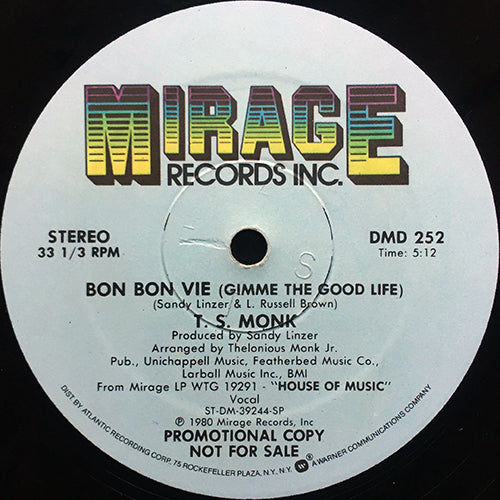 MIRAGE
RECORDS INC.
STEREO
33 1/3 RPM
DMD 252
Time: 5:12
S
BON BON VIE (GIMME THE GOOD LIFE)
(Sandy Linzer & L. Russell Brown)
T. S. MONK
Produced by Sandy Linzer
Arranged by Thelonious Monk Jr.
Pub., Unichappell Music, Featherbed Music Co.,
Larball Music Inc., BMI
From Mirage LP WTG 19291 - "HOUSE OF MUSIC"
Vocal
ST-DM-39244-SP
℗ 1980 Mirage Records, Inc
PROMOTIONAL COPY
NOT FOR SALE
DIST. BY ATLANTIC RECORDING CORP. 75 ROCKEFELLER PLAZA, N.Y. N.Y. W ® A WARNER COMMUNICATIONS COMPANY